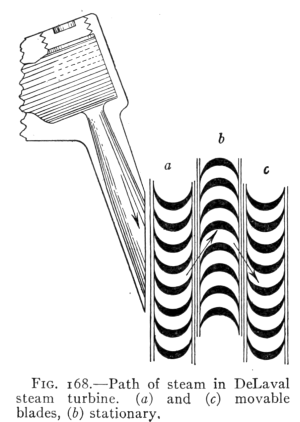 b
a
c
FIG. 168.—Path of steam in DeLaval
steam turbine. (a) and (c) movable
blades, (b) stationary.